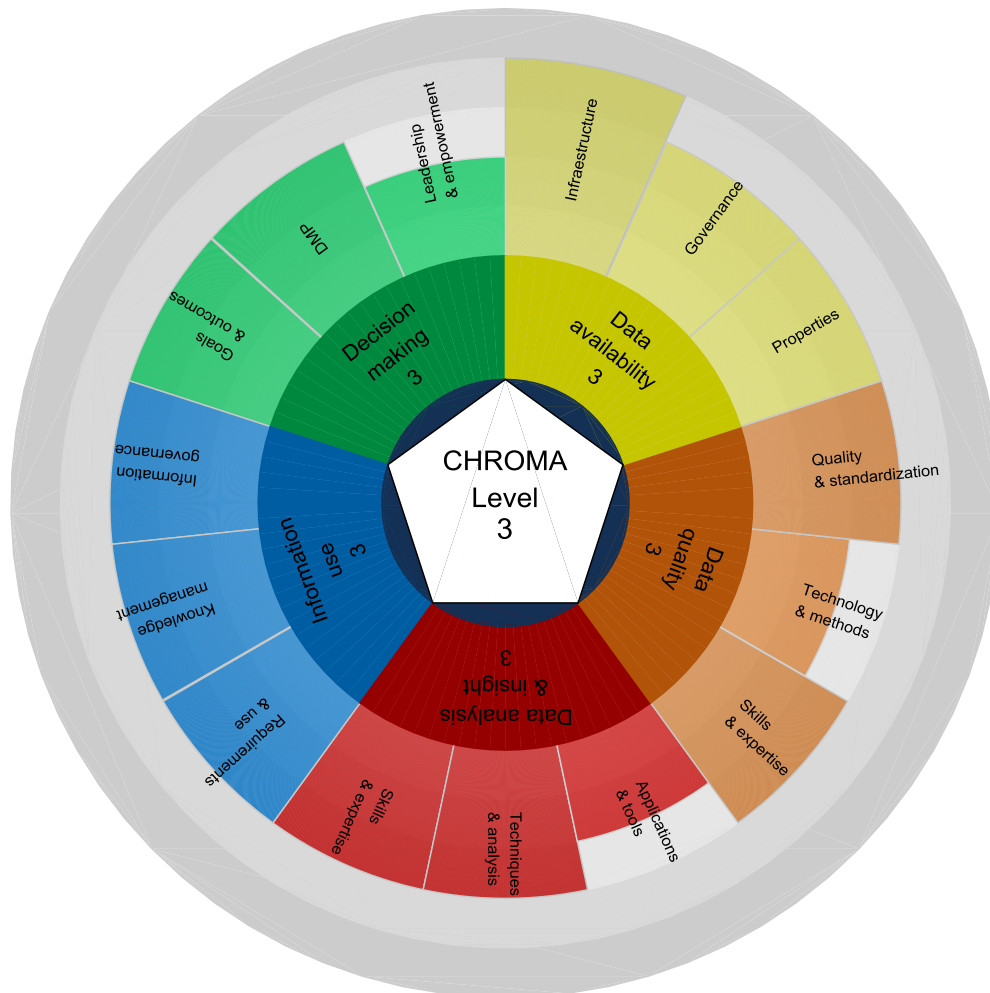 CHROMA
Level
3
Data
availability
3
Infraestructure
Governance
Properties
Data
quality
3
Quality
& standardization
Technology
& methods
Skills
& expertise
Data analysis
& insight
3
Applications
& tools
Techniques
& analysis
Skills
& expertise
Information
use
3
Requirements
& use
Knowledge
management
Information
governance
Decision
making
3
Goals
& outcomes
DMP
Leadership
& empowerment